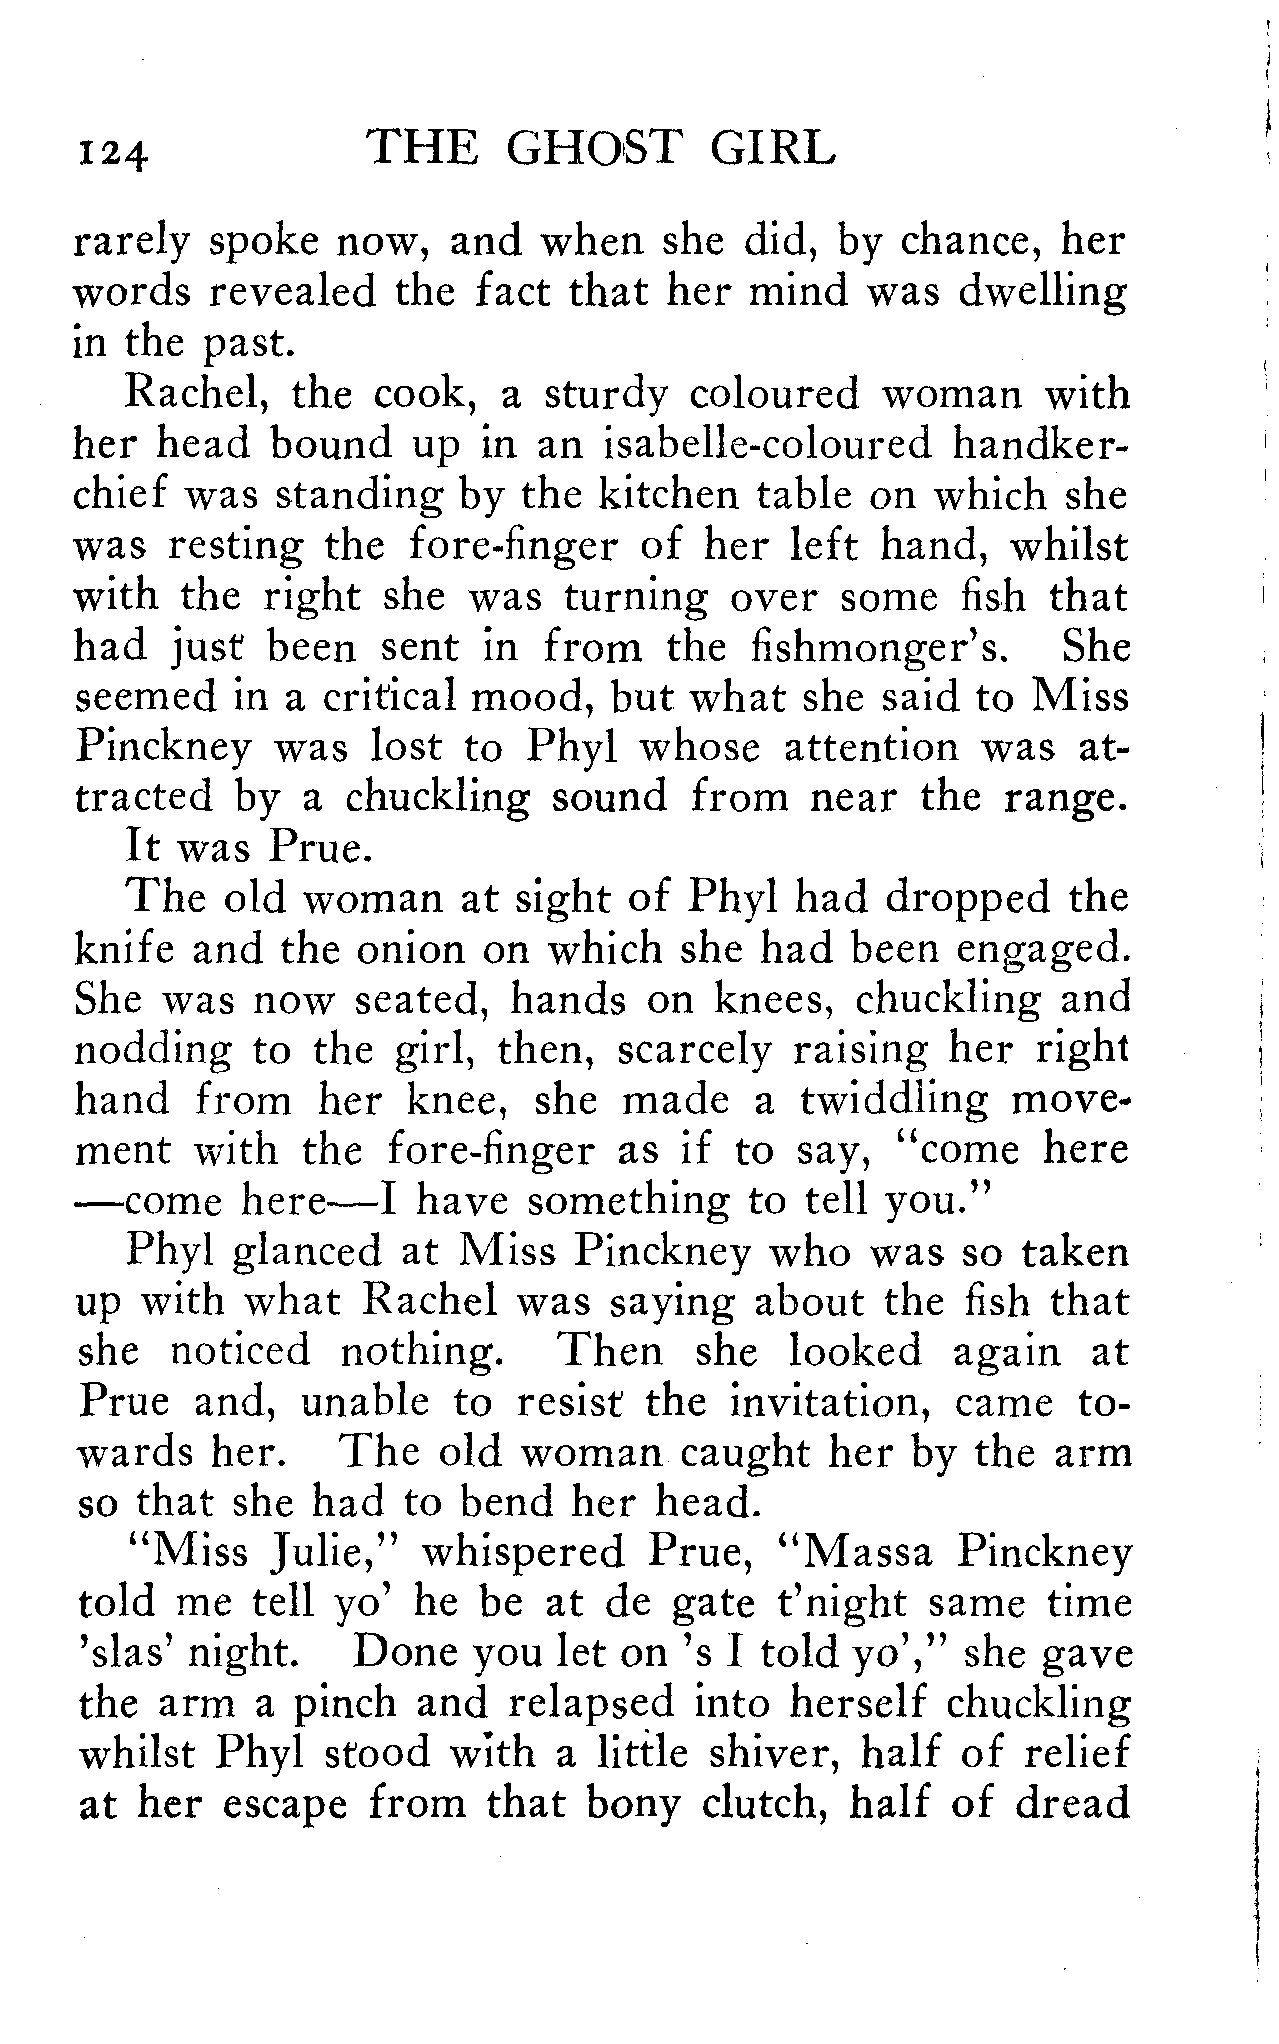 124 THE GHOST GIRL
rarely spoke now, and when she did, by chance, her
words revealed the fact that her mind was dwelling
in the past.
Rachel, the cook, a sturdy coloured woman with
her head bound up in an isabelle-coloured handker-
chief was standing by the kitchen table on which she
was resting the fore-finger of her left hand, whilst
with the right she was turning over some fish that
had just been sent in from the fishmonger's. She
seemed in a critical mood, but what she said to Miss
Pinckney was lost to Phyl whose attention was at-
tracted by a chuckling sound from near the range.
It was Prue.
The old woman at sight of Phyl had dropped the
knife and the onion on which she had been engaged.
She was now seated, hands on knees, chuckling and
nodding to the girl, then, scarcely raising her right
hand from her knee, she made a twiddling move-
ment with the fore-finger as if to say, "come here
—come here—I have something to tell you."
Phyl glanced at Miss Pinckney who was so taken
up with what Rachel was saying about the fish that
she noticed nothing. Then she looked again at
Prue and, unable to resist the invitation, came to-
wards her. The old woman caught her by the arm
so that she had to bend her head.
"Miss Julie," whispered Prue, "Massa Pinckney
told me tell yo' he be at de gate t'night same time
'slas' night. Done you let on 's I told yo'," she gave
the arm a pinch and relapsed into herself chuckling
whilst Phyl stood with a little shiver, half of relief
at her escape from that bony clutch, half of dread